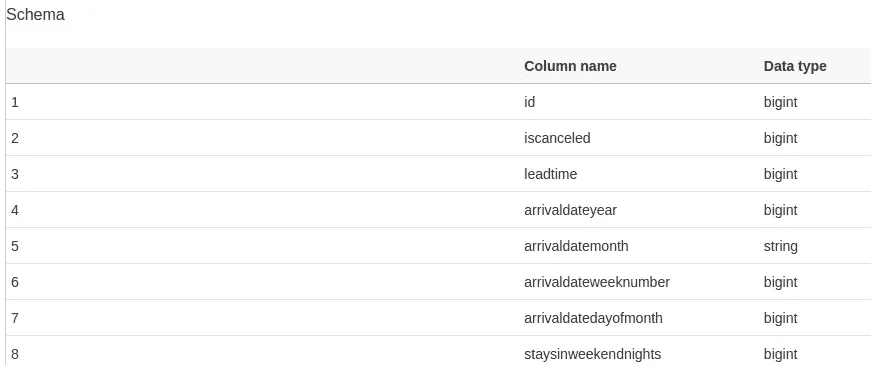 Schema
Column name Data type
1 id bigint
2 iscanceled bigint
3 leadtime bigint
4 arrivaldateyear bigint
5 arrivaldatemonth string
6 arrivaldateweeknumber bigint
7 arrivaldatedayofmonth bigint
8 staysinweekendnights bigint